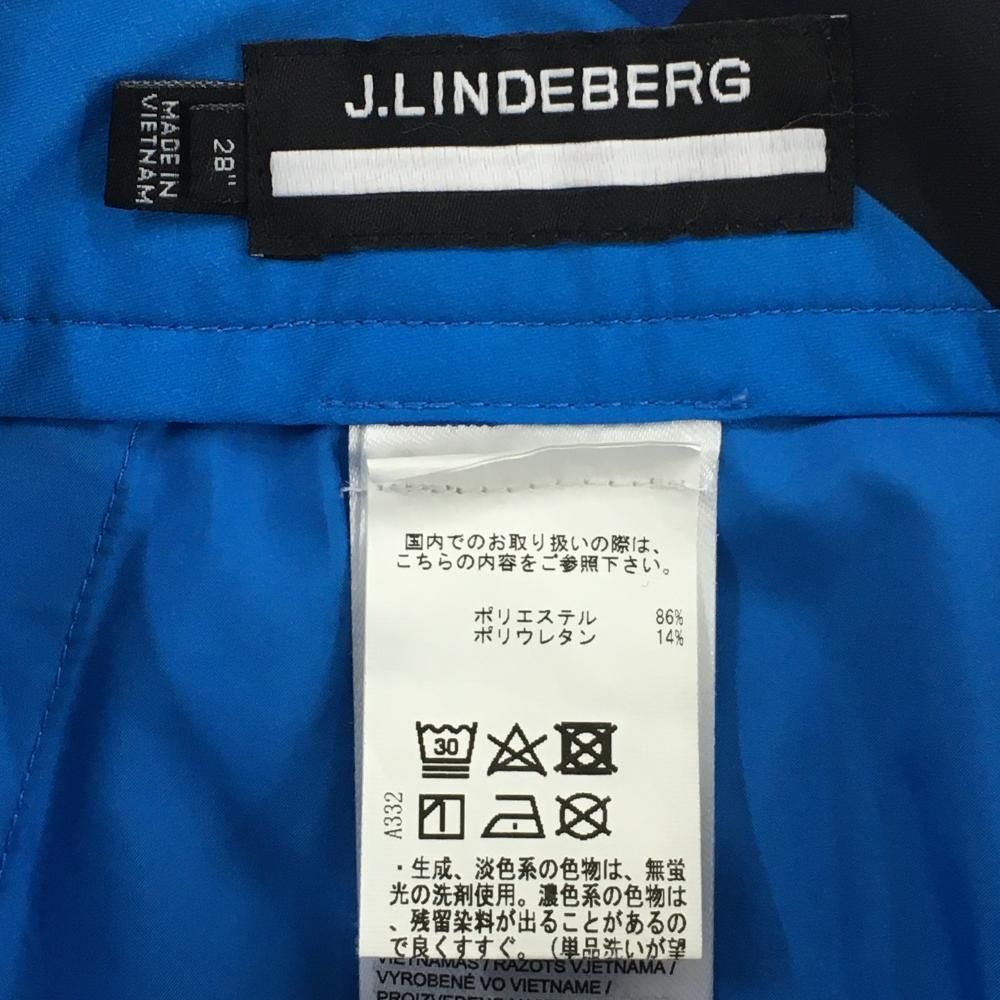 J.LINDEBERG
28"
MADE IN
VIETNAM
国内でのお取り扱いの際は、
こちらの内容をご参照下さい。
ポリエステル 86%
ポリウレタン 14%
30
A332
・生成、淡色系の色物は、無蛍
光の洗剤使用。濃色系の色物は
、残留染料が出ることがあるの
で良くすすぐ。（単品洗いが望
VIETNAMAS / RAZOTS VJETNAMA /
VYROBENÉ VO VIETNAME /